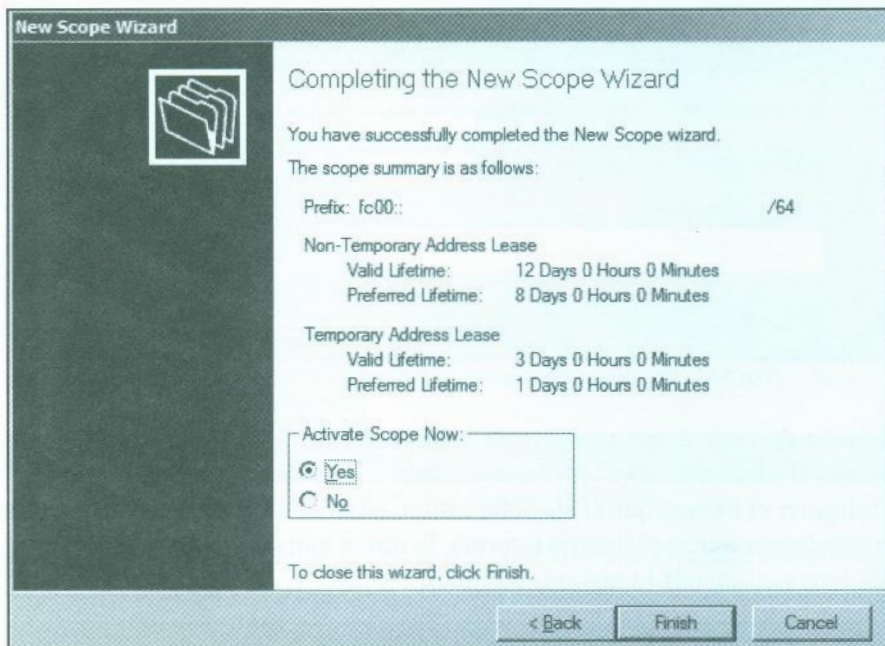 New Scope Wizard
Completing the New Scope Wizard
You have successfully completed the New Scope wizard.
The scope summary is as follows:
Prefix: fc00:: /64
Non-Temporary Address Lease
Valid Lifetime: 12 Days 0 Hours 0 Minutes
Preferred Lifetime: 8 Days 0 Hours 0 Minutes
Temporary Address Lease
Valid Lifetime: 3 Days 0 Hours 0 Minutes
Preferred Lifetime: 1 Days 0 Hours 0 Minutes
Activate Scope Now:
Yes
No
To close this wizard, click Finish.
< Back Finish Cancel